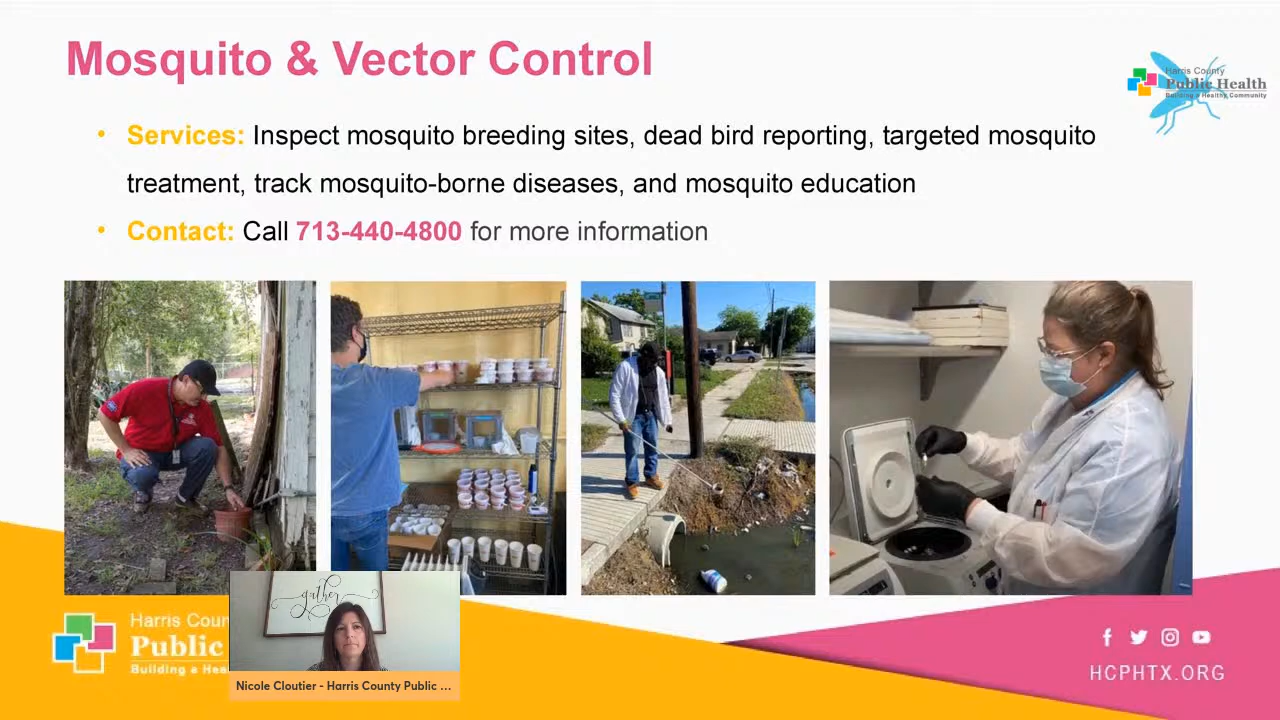 Mosquito & Vector Control
Harris County
Public Health
Building a Healthy Community
• Services: Inspect mosquito breeding sites, dead bird reporting, targeted mosquito
treatment, track mosquito-borne diseases, and mosquito education
• Contact: Call 713-440-4800 for more information
gather
Harris Cou
Public
Building a Hea
Nicole Cloutier - Harris County Public ...
HCPHTX.ORG